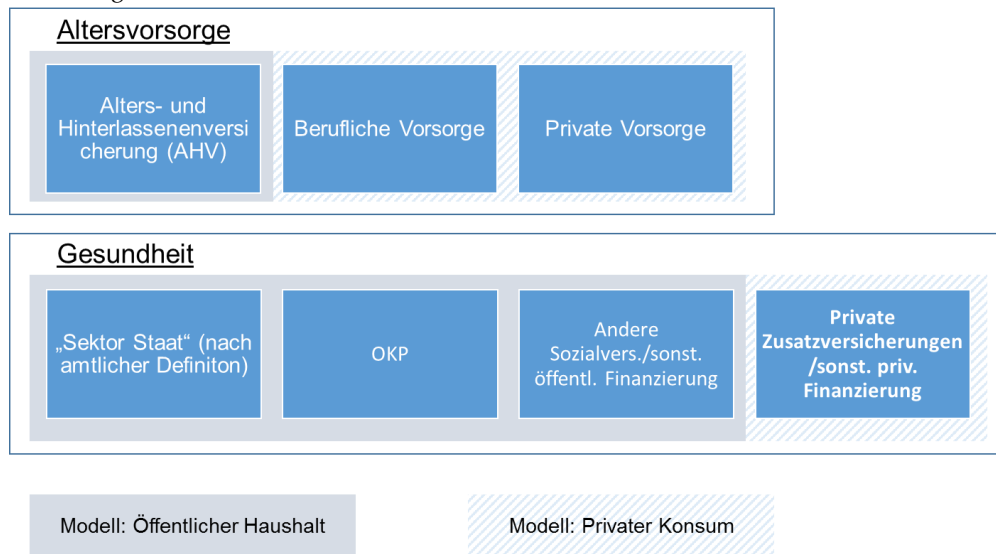 Altersvorsorge
Alters- und
Hinterlassenenversi
cherung (AHV)
Berufliche Vorsorge
Private Vorsorge
Gesundheit
„Sektor Staat“ (nach
amtlicher Definiton)
OKP
Andere
Sozialvers./sonst.
öffentl. Finanzierung
Private
Zusatzversicherungen
/sonst. priv.
Finanzierung
Modell: Öffentlicher Haushalt
Modell: Privater Konsum